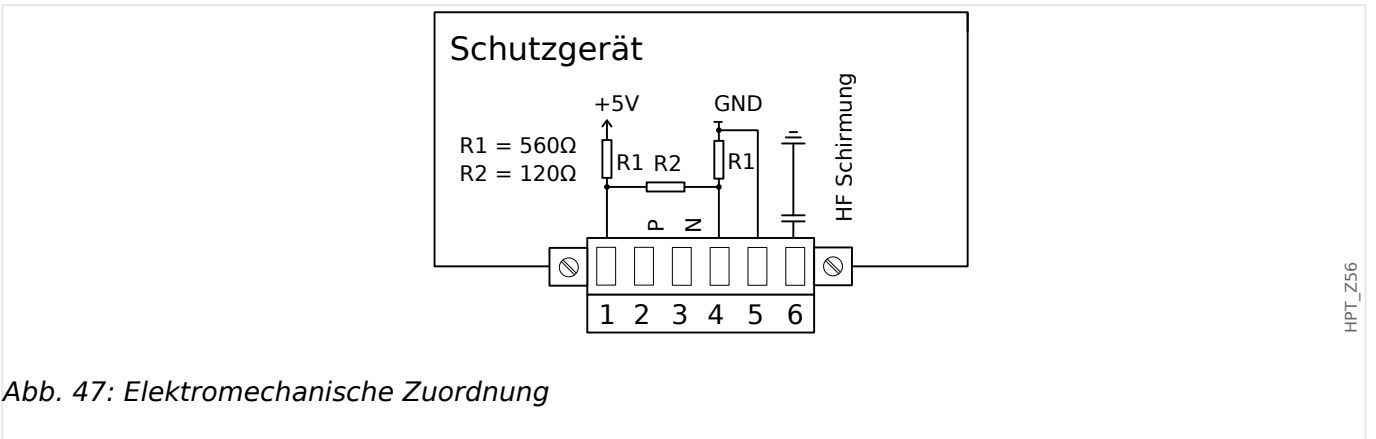 Schutzgerät
+5V
GND
R1 = 560Ω
R2 = 120Ω
R1
R2
R1
HF Schirmung
P
N
1 2 3 4 5 6
HPT_Z56
Abb. 47: Elektromechanische Zuordnung